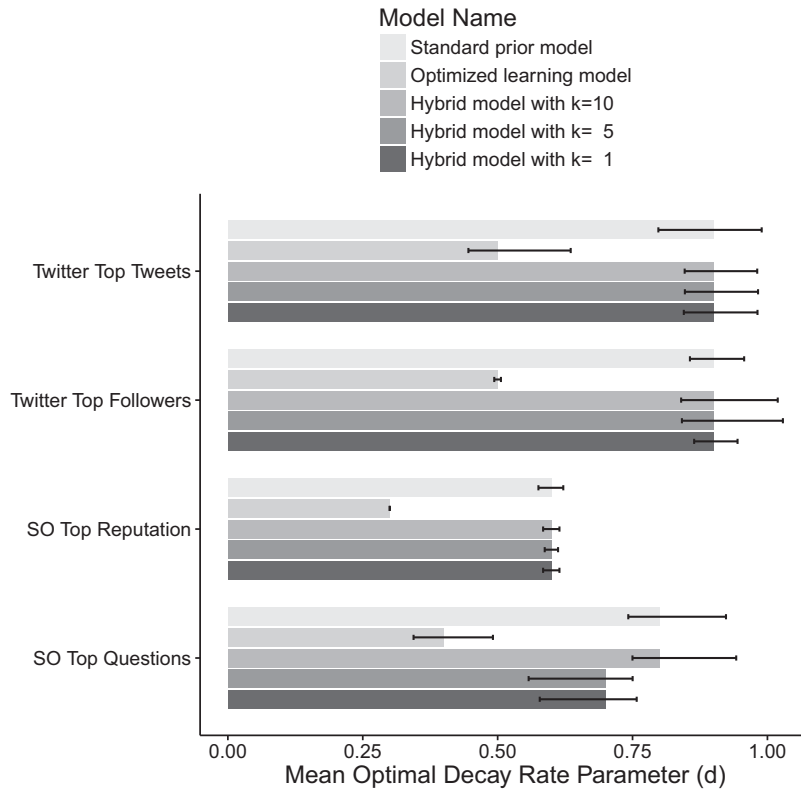 Model Name
Standard prior model
Optimized learning model
Hybrid model with k=10
Hybrid model with k= 5
Hybrid model with k= 1
Twitter Top Tweets
Twitter Top Followers
SO Top Reputation
SO Top Questions
0.00 0.25 0.50 0.75 1.00
Mean Optimal Decay Rate Parameter (d)